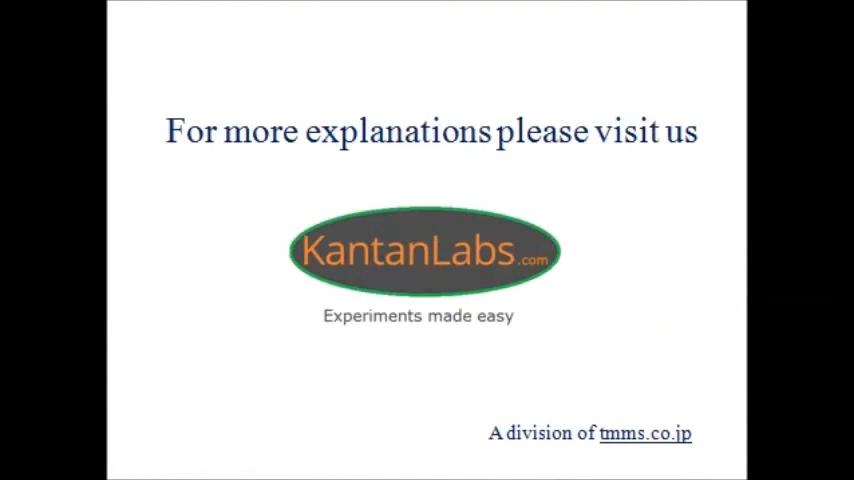 For more explanations please visit us
KantanLabs.com
Experiments made easy
A division of tmms.co.jp